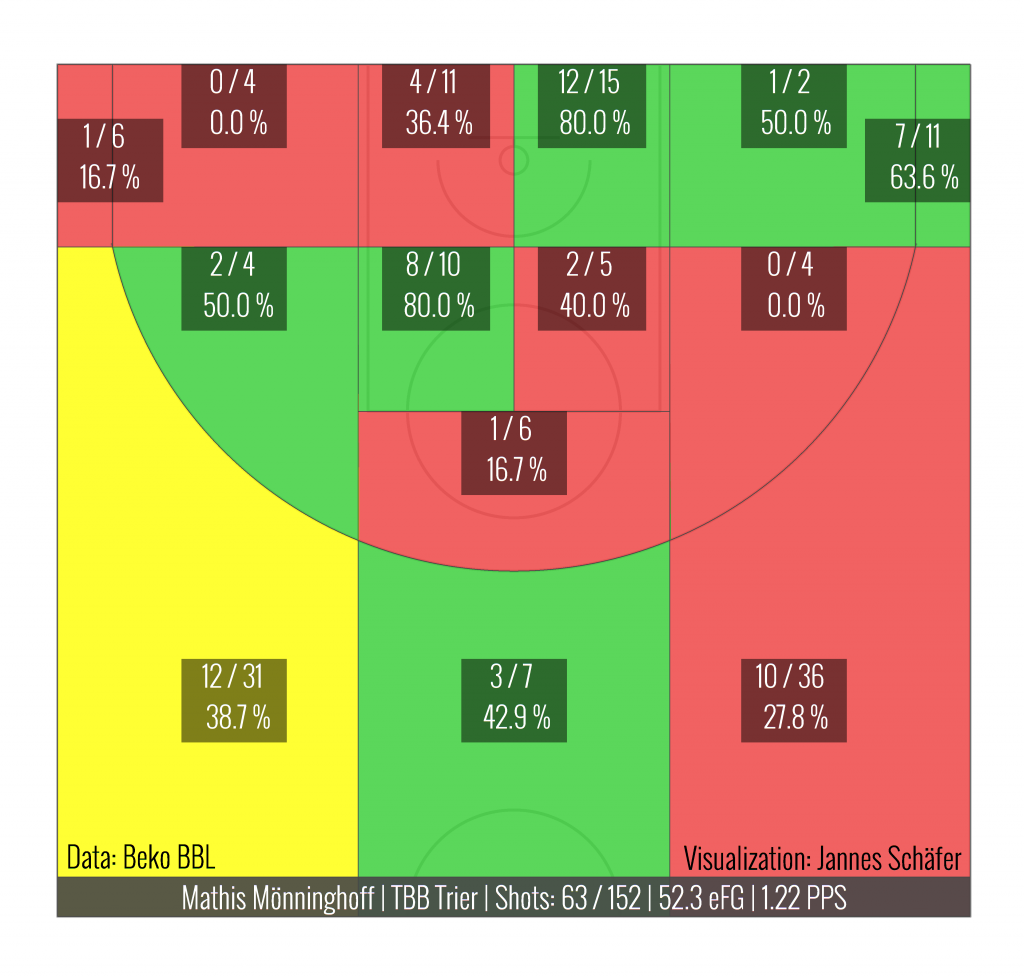 0 / 4
0.0 %
4 / 11
36.4 %
12 / 15
80.0 %
1 / 2
50.0 %
1 / 6
16.7 %
7 / 11
63.6 %
2 / 4
50.0 %
8 / 10
80.0 %
2 / 5
40.0 %
0 / 4
0.0 %
1 / 6
16.7 %
12 / 31
38.7 %
3 / 7
42.9 %
10 / 36
27.8 %
Data: Beko BBL
Visualization: Jannes Schäfer
Mathis Mönninghoff | TBB Trier | Shots: 63 / 152 | 52.3 eFG | 1.22 PPS